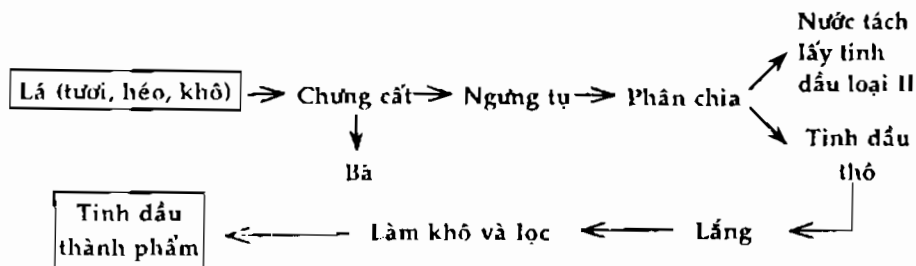 Lá (tươi, héo, khô)
Chưng cất
Ngưng tụ
Phân chia
Nước tách
lấy tinh
dầu loại II
Bã
Tinh dầu
thô
Lắng
Làm khô và lọc
Tinh dầu
thành phẩm